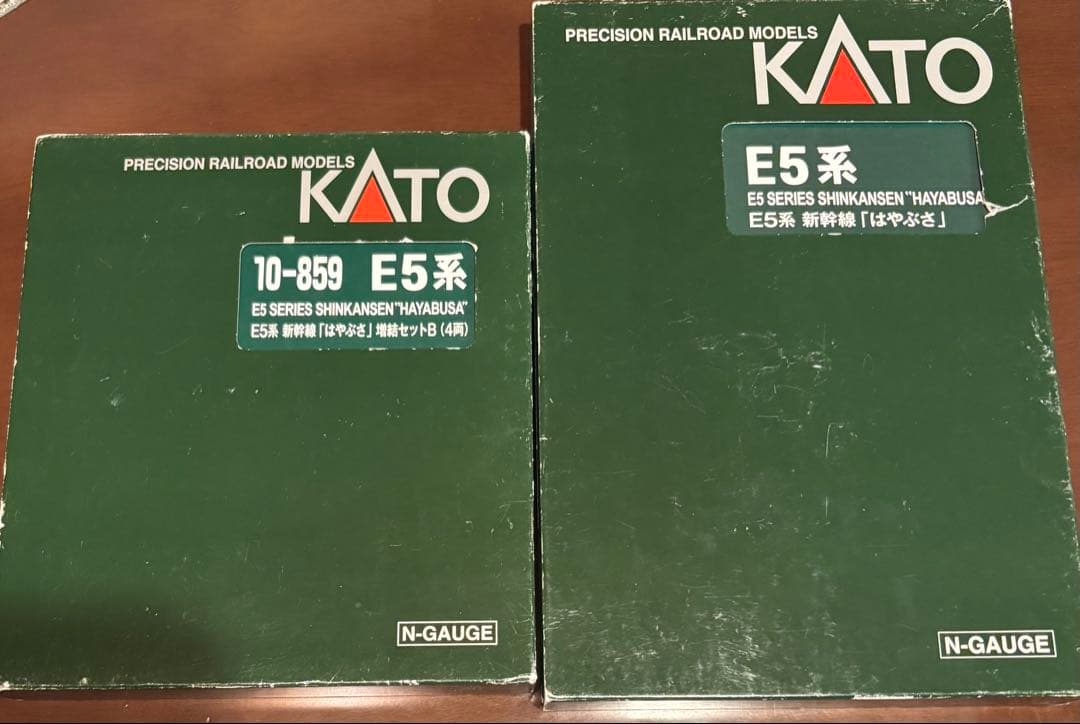 PRECISION RAILROAD MODELS
KATO
10-859 E5系
E5 SERIES SHINKANSEN "HAYABUSA"
E5系 新幹線「はやぶさ」増結セットB(4両)
N-GAUGE
PRECISION RAILROAD MODELS
KATO
E5系
E5 SERIES SHINKANSEN "HAYABUSA
E5系 新幹線「はやぶさ」
N-GAUGE